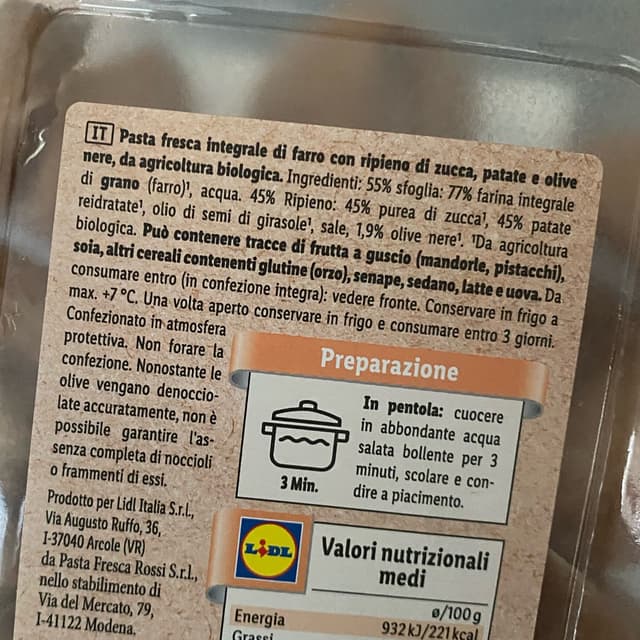 IT Pasta fresca integrale di farro con ripieno di zucca, patate e olive
nere, da agricoltura biologica. Ingredienti: 55% sfoglia: 77% farina integrale
di grano (farro)¹, acqua. 45% Ripieno: 45% purea di zucca¹, 45% patate
reidratate¹, olio di semi di girasole¹, sale, 1,9% olive nere¹. ¹Da agricoltura
biologica. Può contenere tracce di frutta a guscio (mandorle, pistacchi),
soia, altri cereali contenenti glutine (orzo), senape, sedano, latte e uova. Da
consumare entro (in confezione integra): vedere fronte. Conservare in frigo a
max. +7 °C. Una volta aperto conservare in frigo e consumare entro 3 giorni.
Confezionato in atmosfera
protettiva. Non forare la
confezione. Nonostante le
olive vengano denoccio-
late accuratamente, non è
possibile garantire l'as-
senza completa di noccioli
o frammenti di essi.
Prodotto per Lidl Italia S.r.l.,
Via Augusto Ruffo, 36,
I-37040 Arcole (VR)
da Pasta Fresca Rossi S.r.l.,
nello stabilimento di
Via del Mercato, 79,
I-41122 Modena.
Preparazione
3 Min.
In pentola: cuocere
in abbondante acqua
salata bollente per 3
minuti, scolare e con-
dire a piacimento.
LIDL
Valori nutrizionali
medi
ø/100g
Energia 932 kJ/221 kcal
Grassi